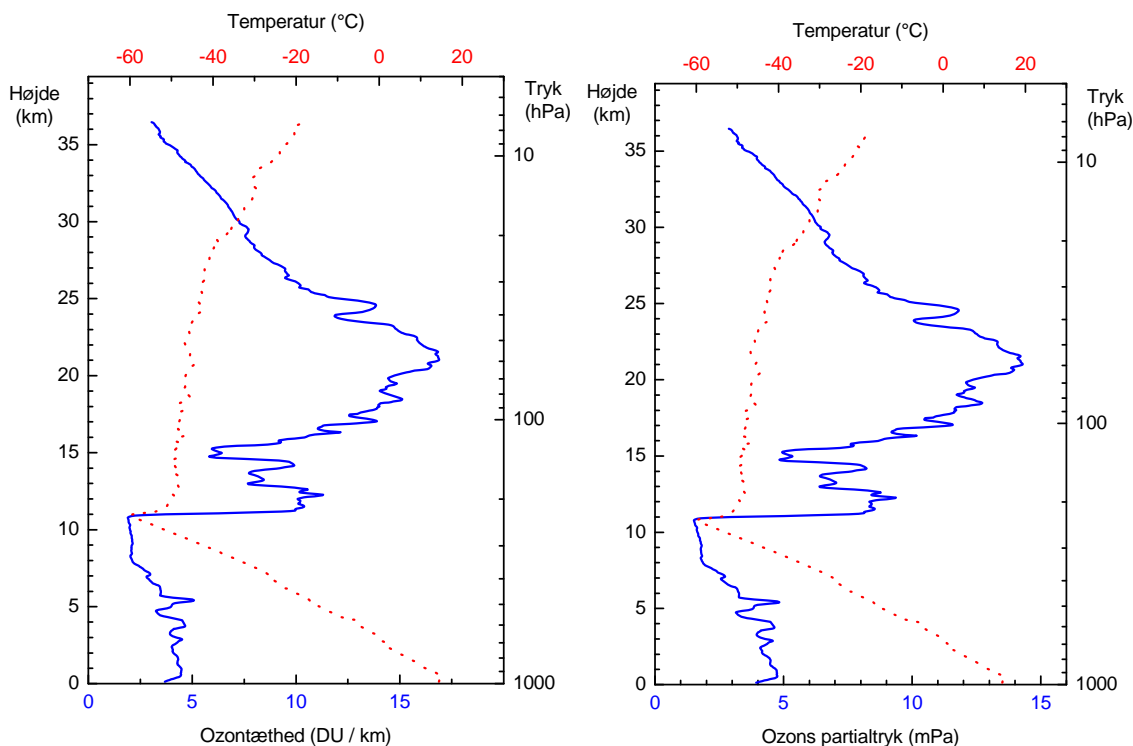 Temperatur (°C)
-60 -40 -20 0 20
Højde
(km)
Tryk
(hPa)
35
30
25
20
15
10
5
0
10
100
1000
0 5 10 15
Ozontæthed (DU / km)
Temperatur (°C)
-60 -40 -20 0 20
Højde
(km)
Tryk
(hPa)
35
30
25
20
15
10
5
0
10
100
1000
0 5 10 15
Ozons partialtryk (mPa)